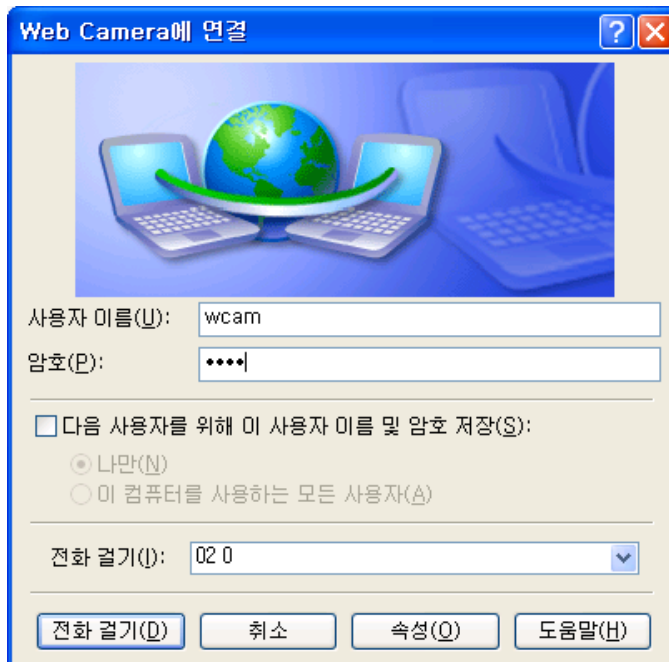 Web Camera에 연결
사용자 이름(U): wcam
암호(P): ••••
다음 사용자를 위해 이 사용자 이름 및 암호 저장(S):
나만(N)
이 컴퓨터를 사용하는 모든 사용자(A)
전화 걸기(I): 02 0
전화 걸기(D) 취소 속성(O) 도움말(H)